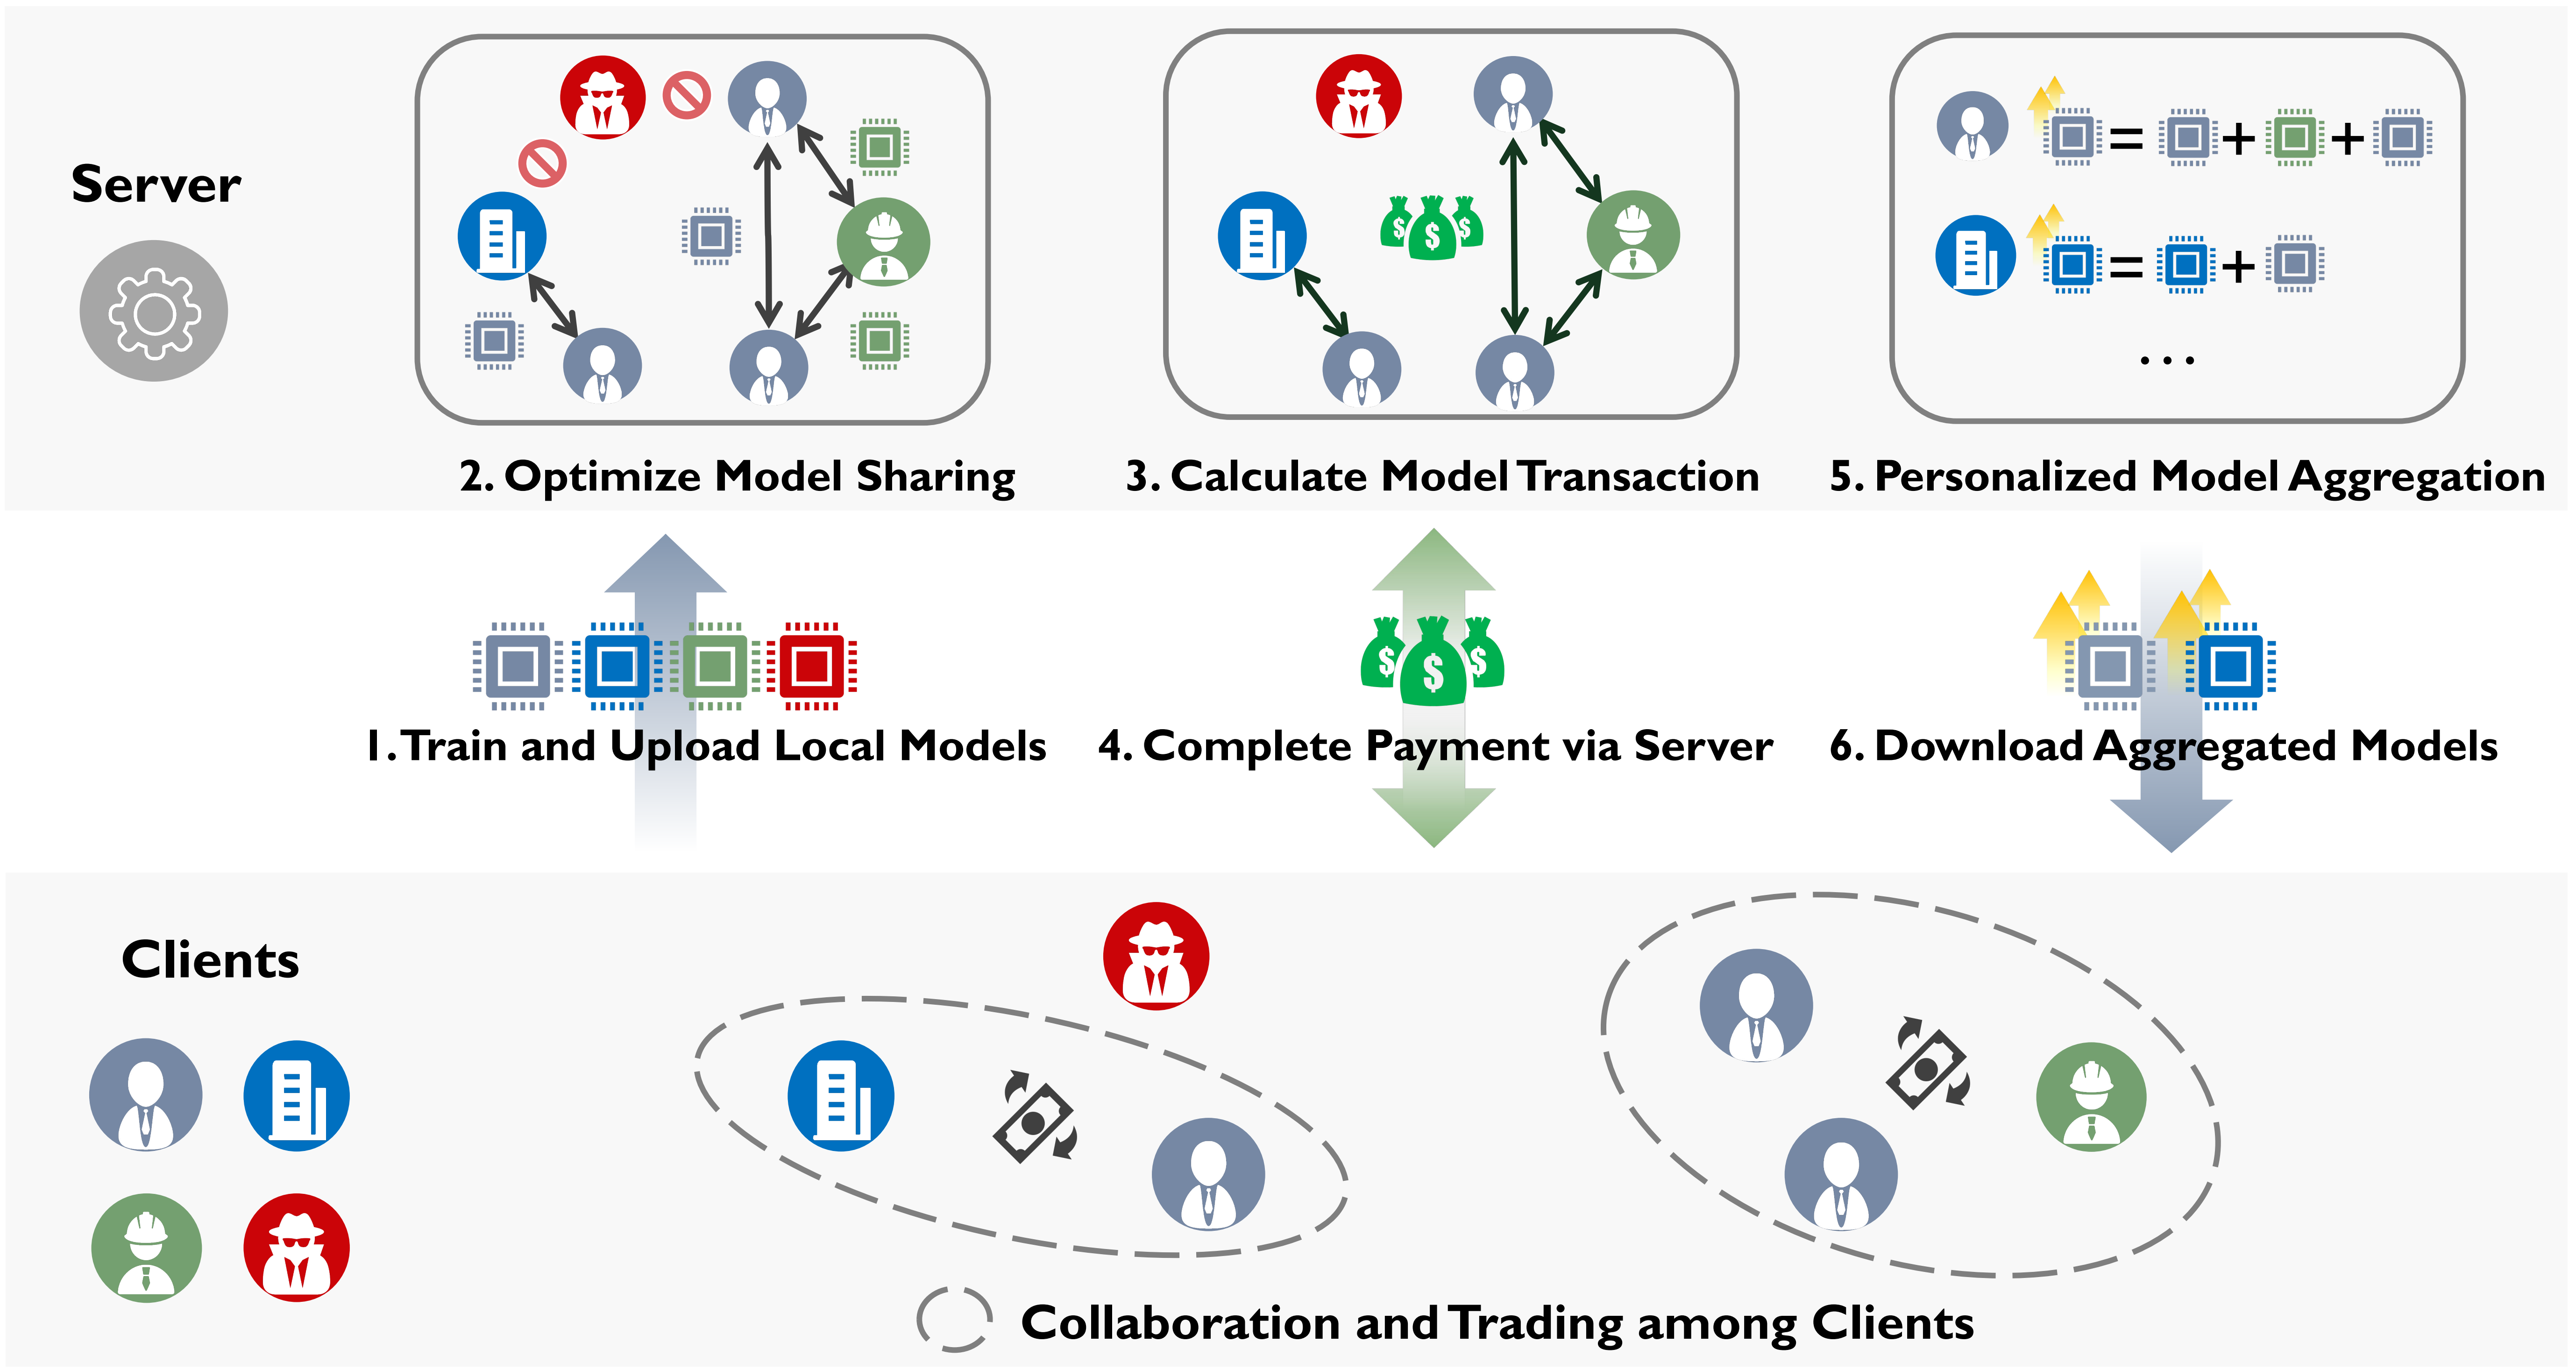 Server
2. Optimize Model Sharing
3. Calculate Model Transaction
5. Personalized Model Aggregation
= + +
= +
...
$ $ $
1. Train and Upload Local Models
4. Complete Payment via Server
6. Download Aggregated Models
$ $ $
Clients
Collaboration and Trading among Clients